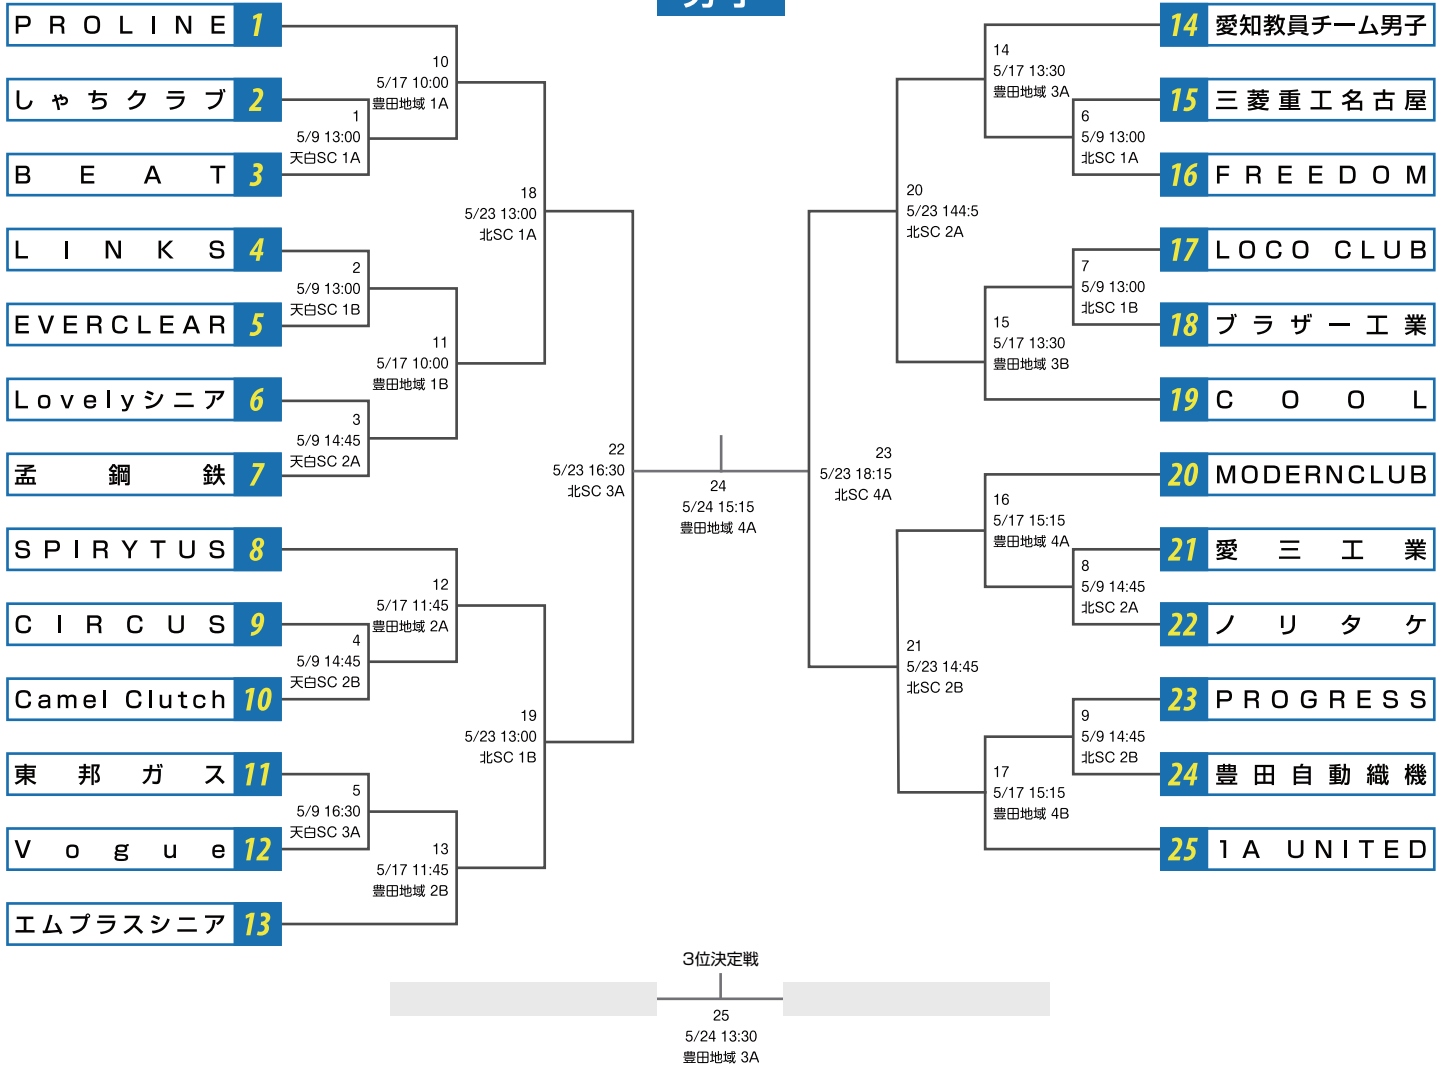 男子
PROLINE 1
しゃちクラブ 2
BEAT 3
LINKS 4
EVERCLEAR 5
Lovelyシニア 6
孟鋼鉄 7
SPIRYTUS 8
CIRCUS 9
Camel Clutch 10
東邦ガス 11
Vogue 12
エムプラスシニア 13
1
5/9 13:00
天白SC 1A
2
5/9 13:00
天白SC 1B
3
5/9 14:45
天白SC 2A
4
5/9 14:45
天白SC 2B
5
5/9 16:30
天白SC 3A
10
5/17 10:00
豊田地域 1A
11
5/17 10:00
豊田地域 1B
12
5/17 11:45
豊田地域 2A
13
5/17 11:45
豊田地域 2B
18
5/23 13:00
北SC 1A
19
5/23 13:00
北SC 1B
22
5/23 16:30
北SC 3A
24
5/24 15:15
豊田地域 4A
23
5/23 18:15
北SC 4A
20
5/23 144:5
北SC 2A
21
5/23 14:45
北SC 2B
14
5/17 13:30
豊田地域 3A
15
5/17 13:30
豊田地域 3B
16
5/17 15:15
豊田地域 4A
17
5/17 15:15
豊田地域 4B
6
5/9 13:00
北SC 1A
7
5/9 13:00
北SC 1B
8
5/9 14:45
北SC 2A
9
5/9 14:45
北SC 2B
14 愛知教員チーム男子
15 三菱重工名古屋
16 FREEDOM
17 LOCO CLUB
18 ブラザー工業
19 COOL
20 MODERNCLUB
21 愛三工業
22 ノリタケ
23 PROGRESS
24 豊田自動織機
25 1A UNITED
3位決定戦
25
5/24 13:30
豊田地域 3A